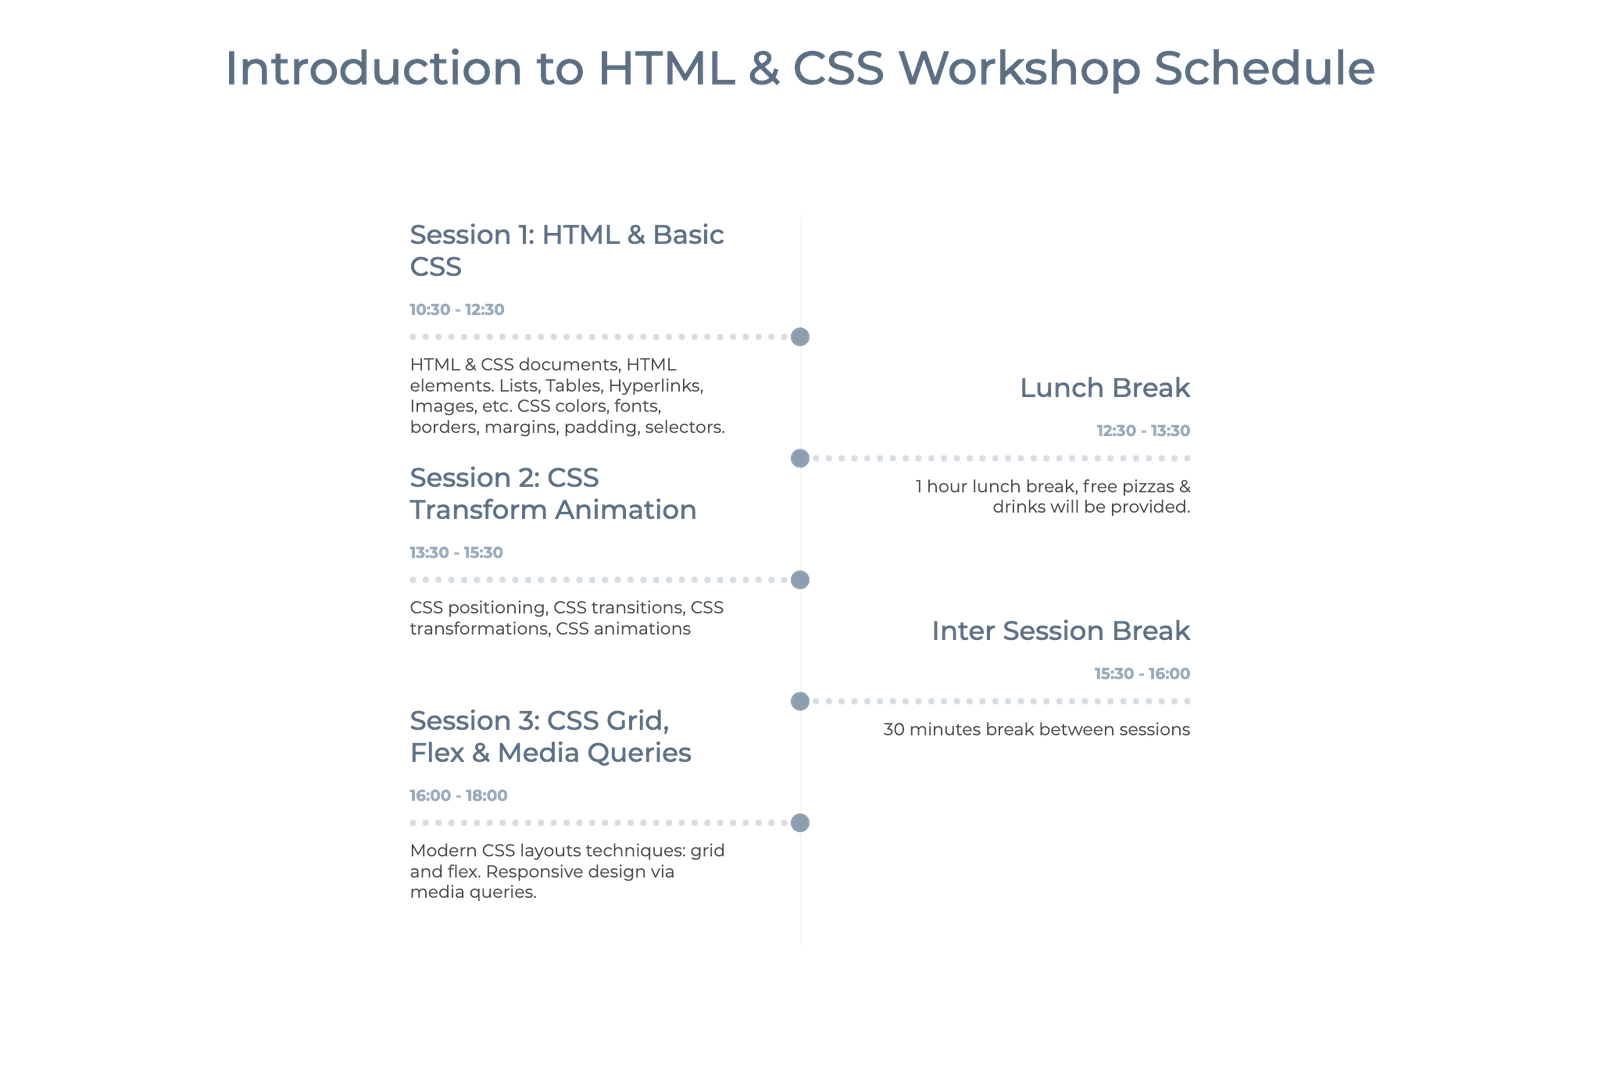 Introduction to HTML & CSS Workshop Schedule
Session 1: HTML & Basic
CSS
10:30 - 12:30
HTML & CSS documents, HTML
elements. Lists, Tables, Hyperlinks,
Images, etc. CSS colors, fonts,
borders, margins, padding, selectors.
Lunch Break
12:30 - 13:30
1 hour lunch break, free pizzas &
drinks will be provided.
Session 2: CSS
Transform Animation
13:30 - 15:30
CSS positioning, CSS transitions, CSS
transformations, CSS animations
Inter Session Break
15:30 - 16:00
30 minutes break between sessions
Session 3: CSS Grid,
Flex & Media Queries
16:00 - 18:00
Modern CSS layouts techniques: grid
and flex. Responsive design via
media queries.